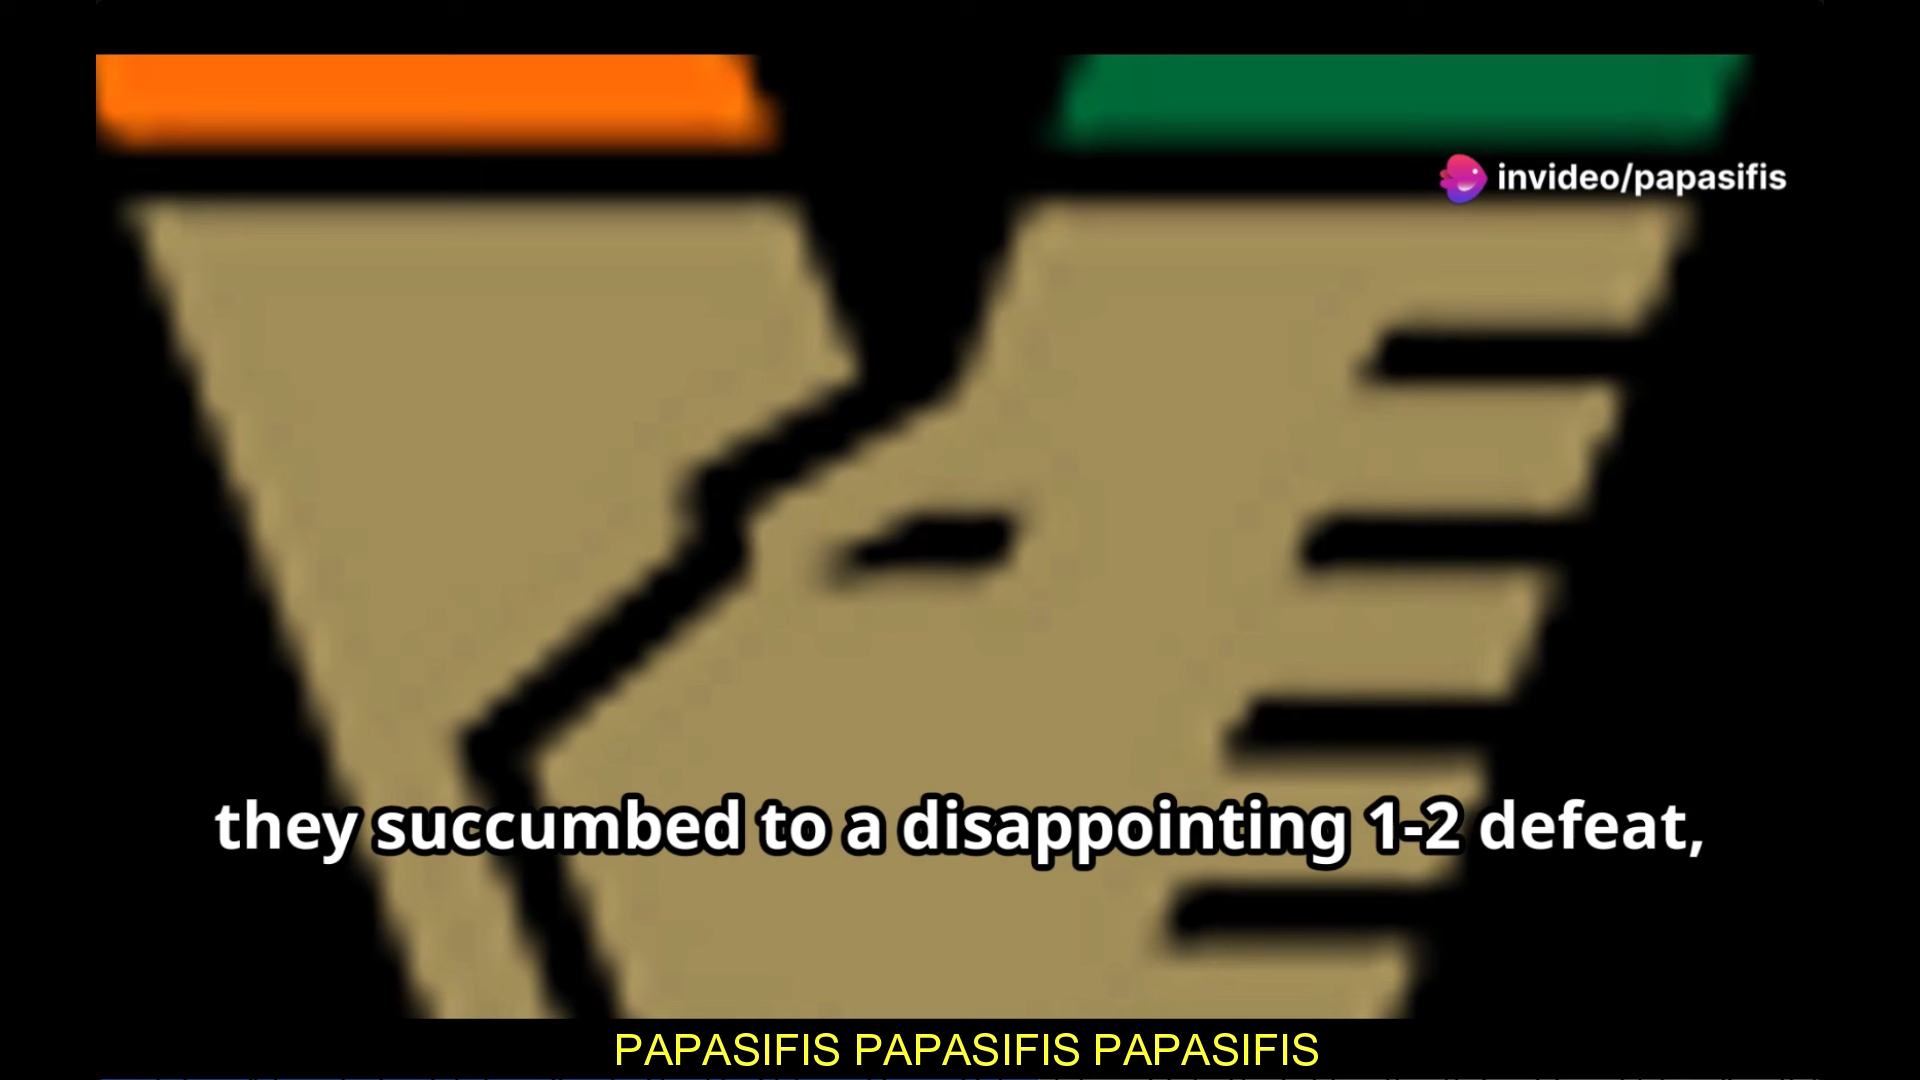 invideo/papasifis
they succumbed to a disappointing 1-2 defeat,
PAPASIFIS PAPASIFIS PAPASIFIS